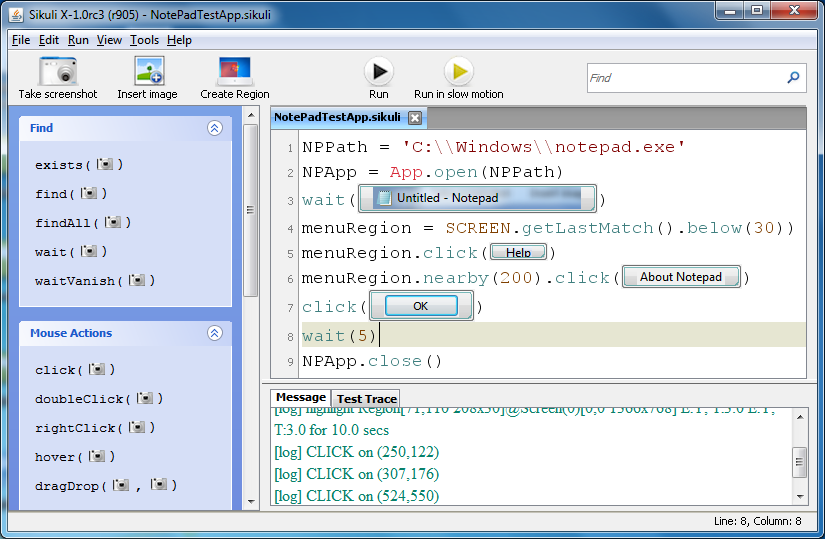 Sikuli X-1.0rc3 (r905) - NotePadTestApp.sikuli
File Edit Run View Tools Help
Take screenshot Insert image Create Region Run Run in slow motion Find
Find
exists( )
find( )
findAll( )
wait( )
waitVanish( )
Mouse Actions
click( )
doubleClick( )
rightClick( )
hover( )
dragDrop( , )
NotePadTestApp.sikuli
1 NPPath = 'C:\\Windows\\notepad.exe'
2 NPApp = App.open(NPPath)
3 wait( Untitled - Notepad )
4 menuRegion = SCREEN.getLastMatch().below(30))
5 menuRegion.click( Help )
6 menuRegion.nearby(200).click( About Notepad )
7 click( OK )
8 wait(5)
9 NPApp.close()
Message Test Trace
[log] highlight Region[71,110 208x30]@Screen(0)[0,0 1366x768] E:Y, T:3.0 E:Y,
T:3.0 for 10.0 secs
[log] CLICK on (250,122)
[log] CLICK on (307,176)
[log] CLICK on (524,550)
Line: 8, Column: 8